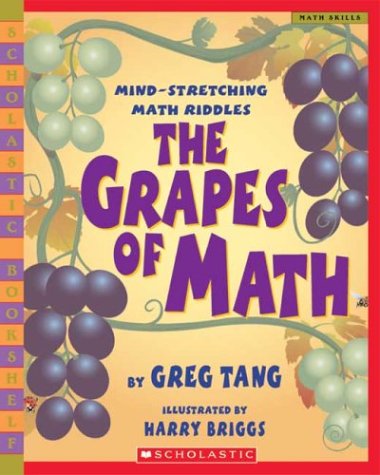 MATH SKILLS
SCHOLASTIC BOOKSHELF
MIND-STRETCHING
MATH RIDDLES
THE
GRAPES
OF MATH
BY GREG TANG
ILLUSTRATED BY
HARRY BRIGGS
SCHOLASTIC